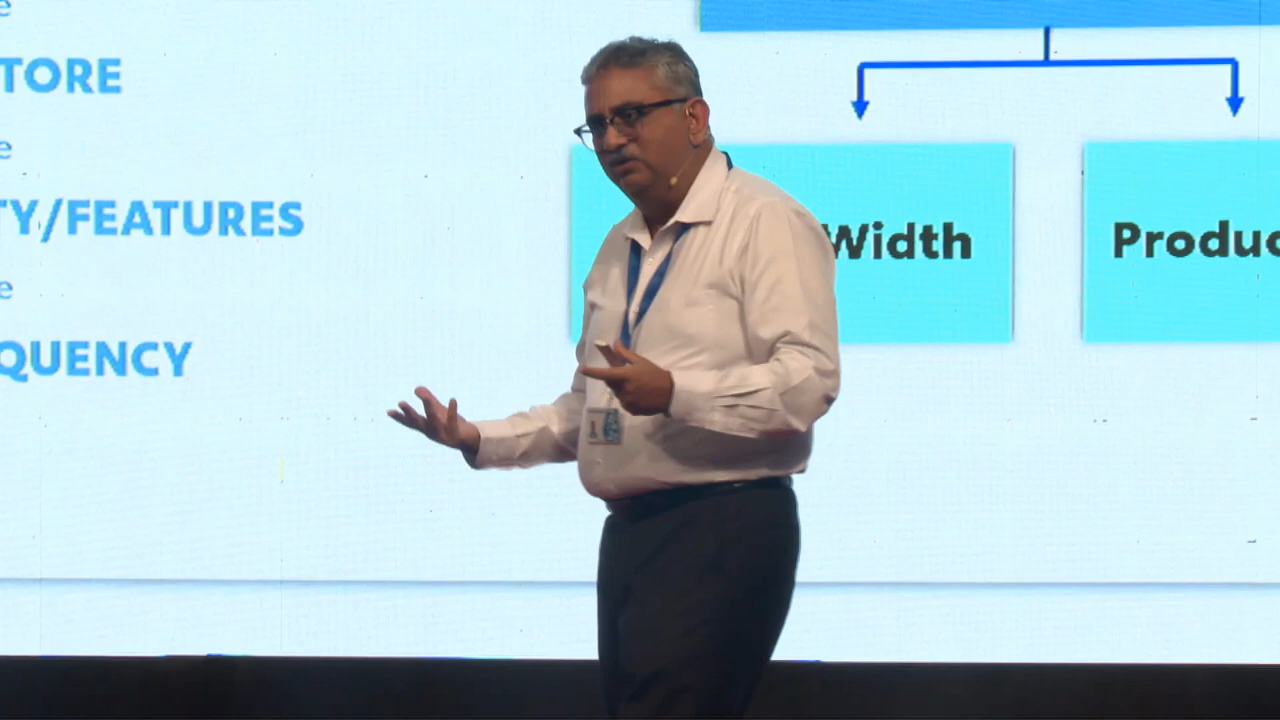 e
TORE
e
TY/FEATURES
e
QUENCY
Width
Produc